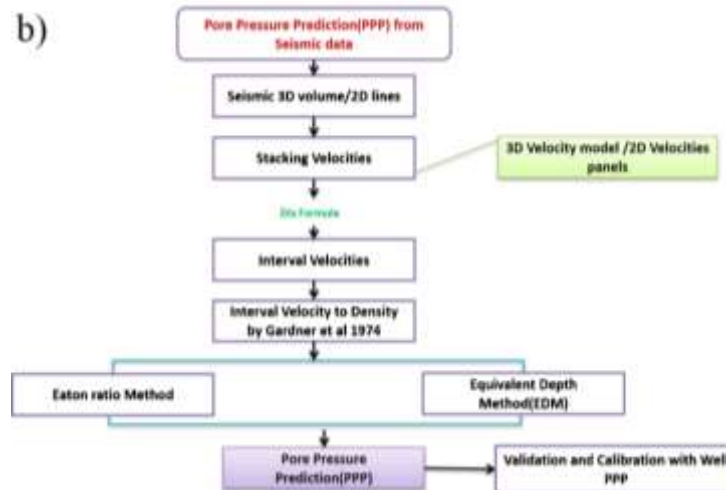 b)
Pore Pressure Prediction(PPP) from
Seismic data
Seismic 3D volume/2D lines
Stacking Velocities
3D Velocity model /2D Velocities
panels
Formula
Interval Velocities
Interval Velocity to Density
by Gardner et al 1974
Eaton ratio Method
Equivalent Depth
Method(EDM)
Pore Pressure
Prediction(PPP)
Validation and Calibration with Well
PPP